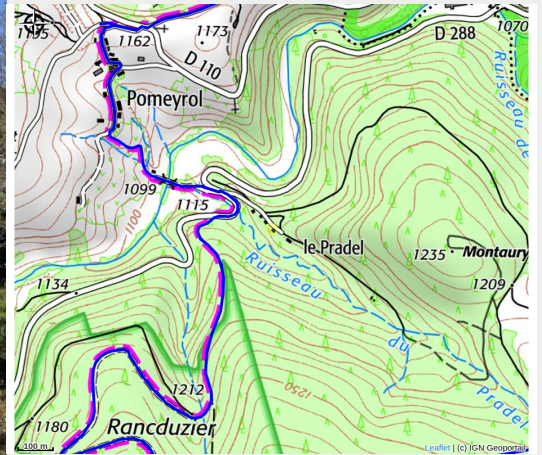 1195
1162
1173
D 110
D 288
1070
Pomeyrol
Ruisseau de
1099
1115
1100
le Pradel
1235
Montaury
1209
Ruisseau
du
Pradel
1134
1212
1250
1180
Rancduzier
100 m
Leaflet | (c) IGN Geoportail